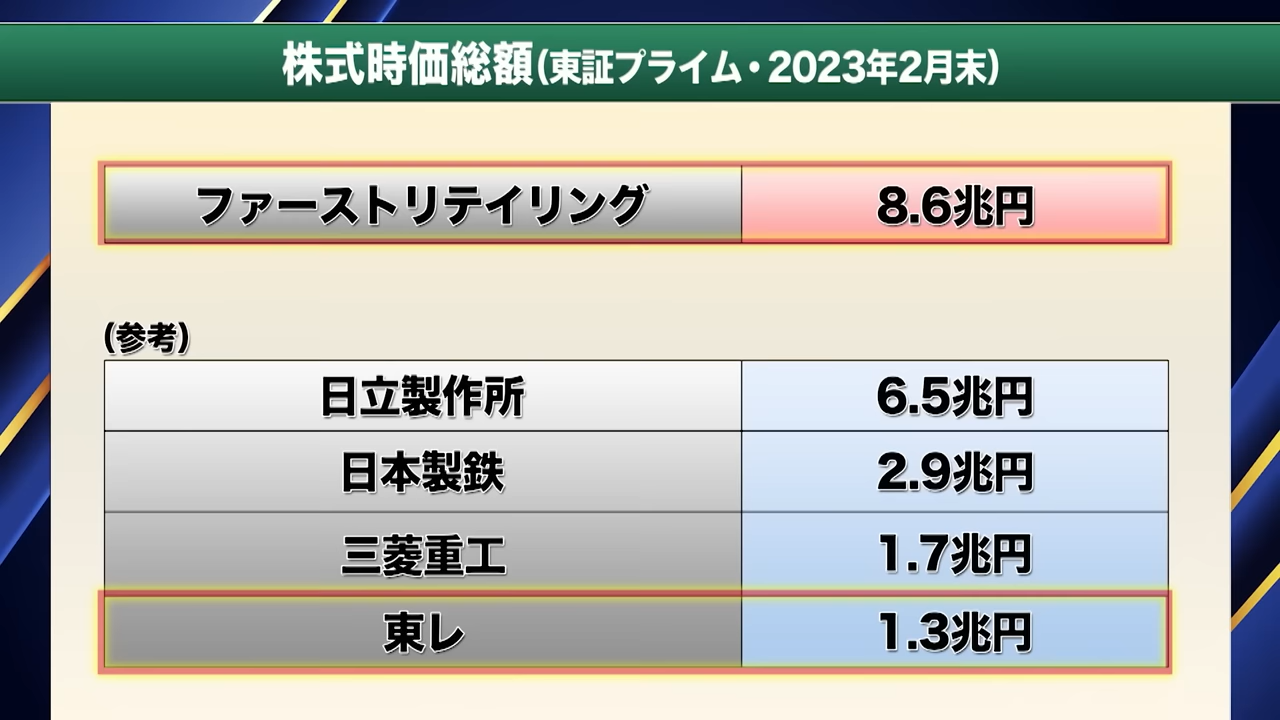 株式時価総額(東証プライム・2023年2月末)
ファーストリテイリング 8.6兆円
(参考)
日立製作所 6.5兆円
日本製鉄 2.9兆円
三菱重工 1.7兆円
東レ 1.3兆円